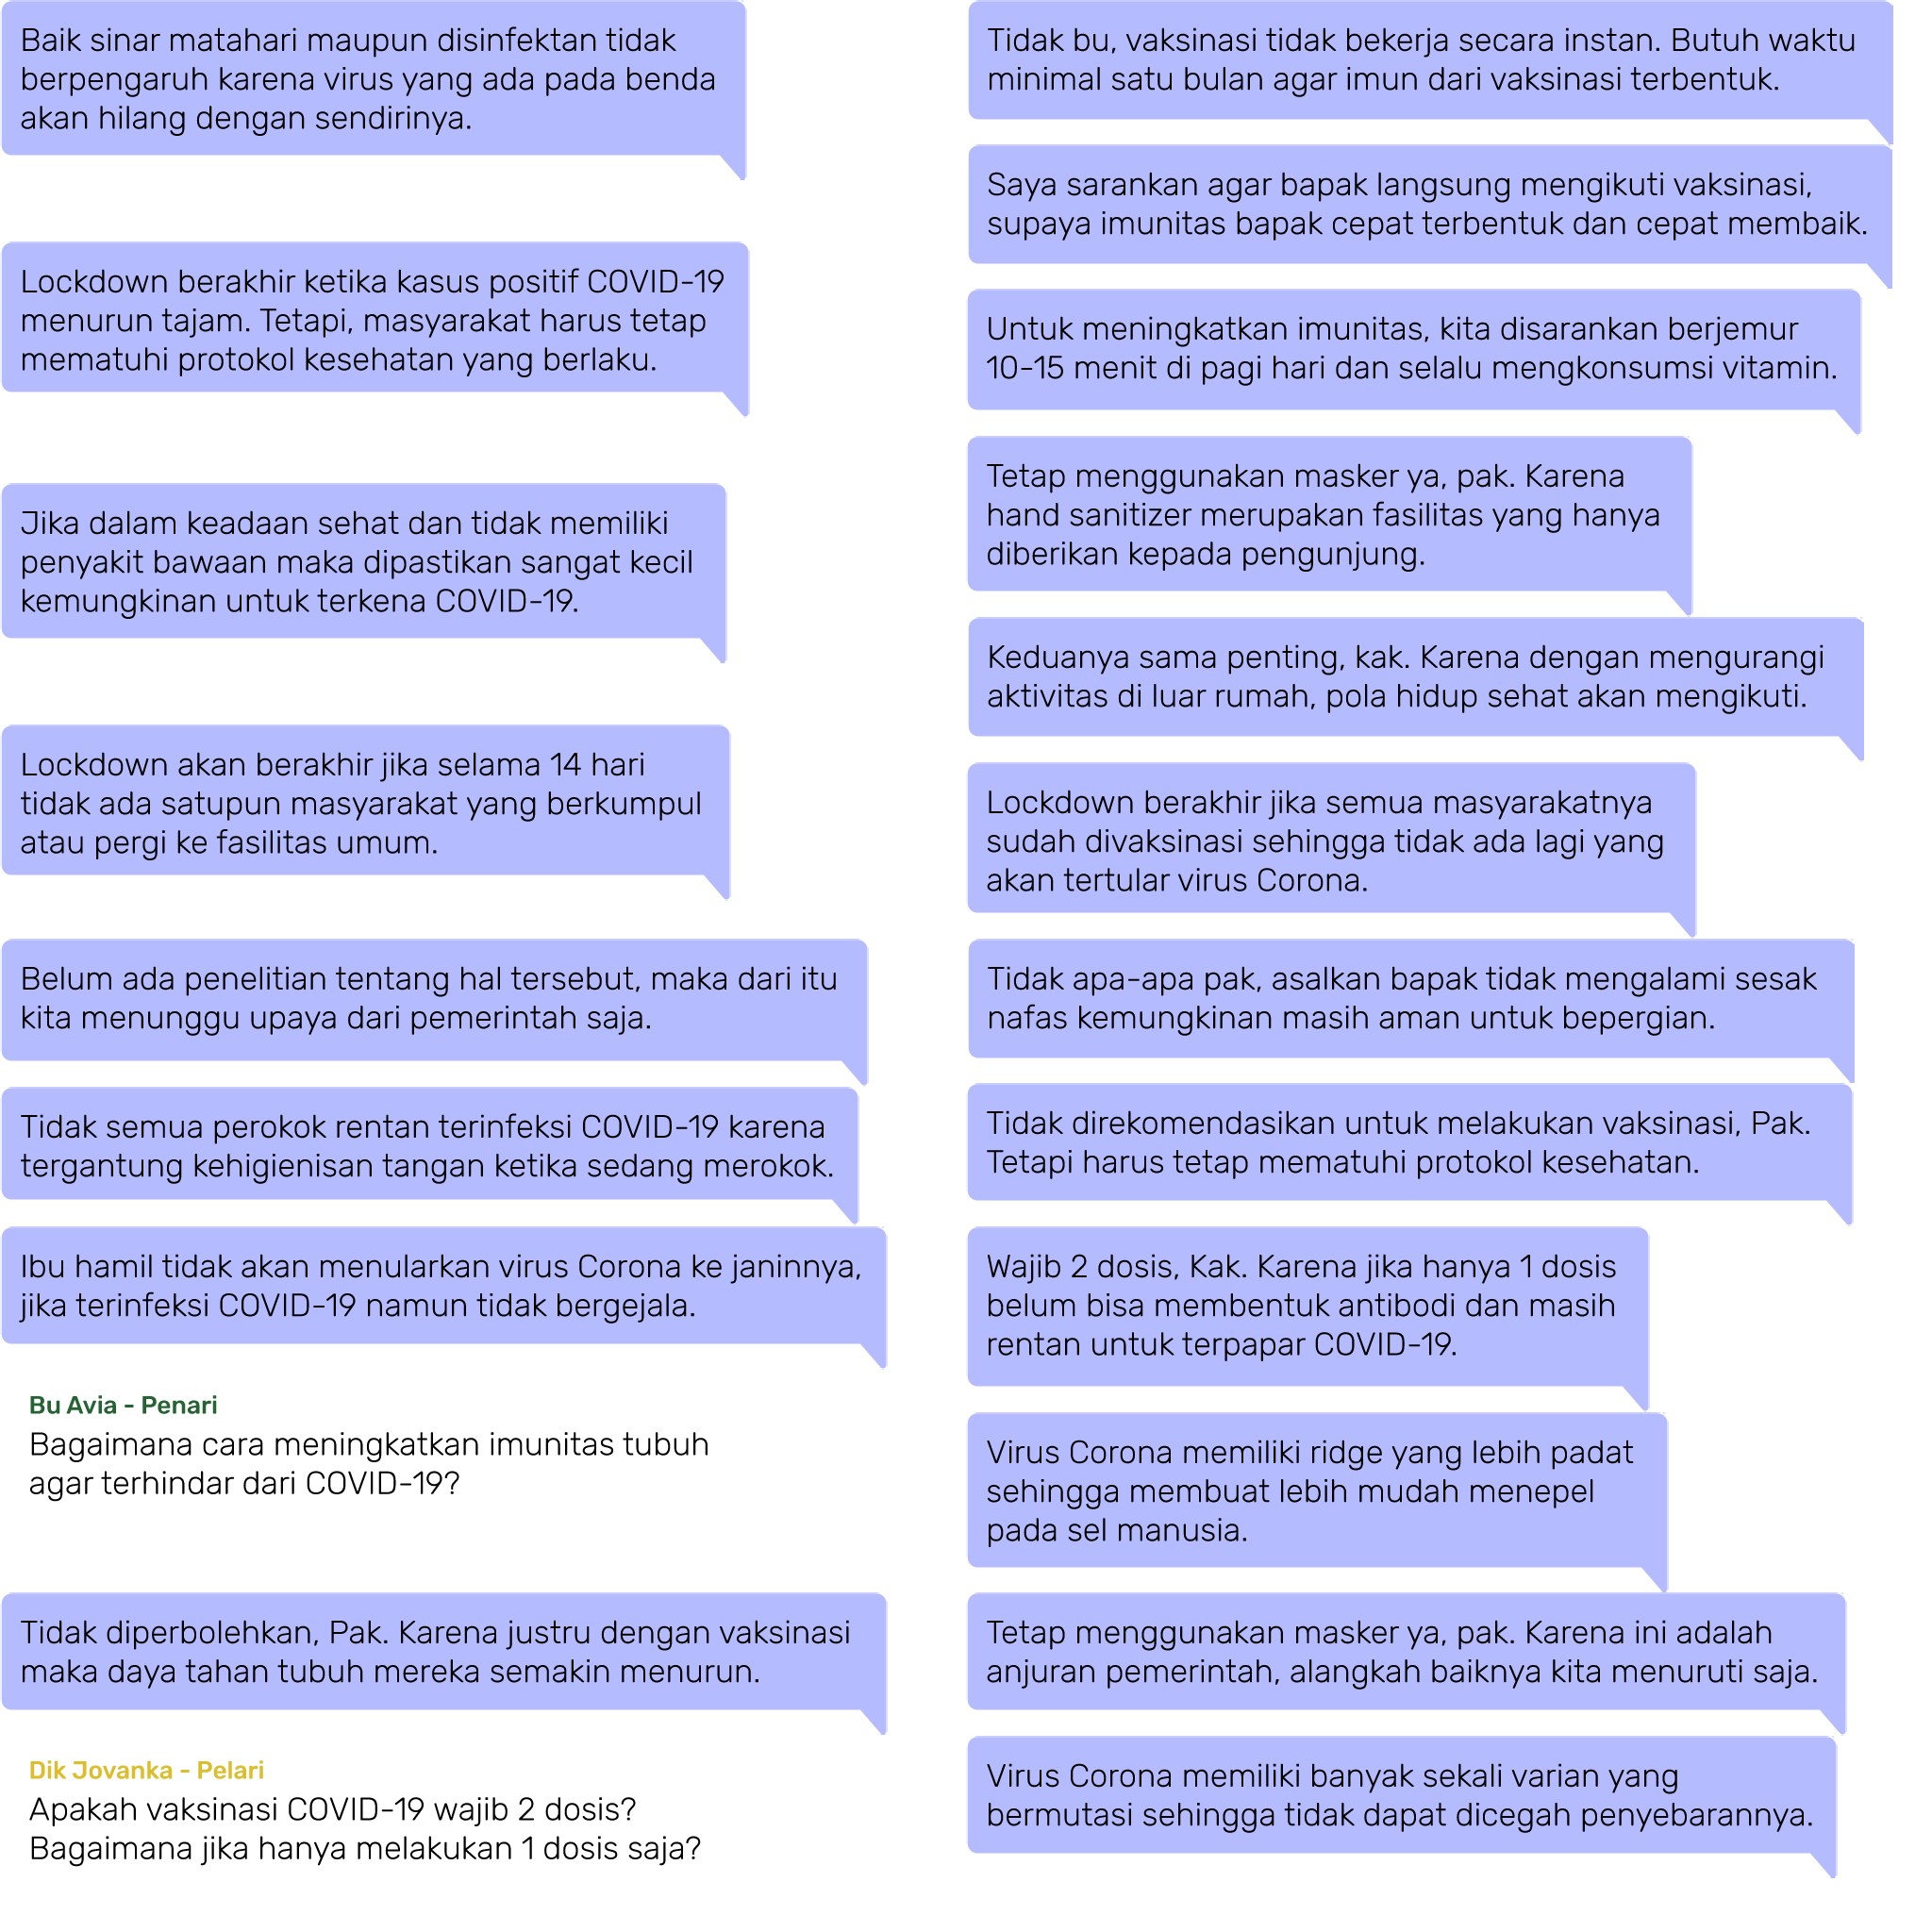 Baik sinar matahari maupun disinfektan tidak
berpengaruh karena virus yang ada pada benda
akan hilang dengan sendirinya.
Lockdown berakhir ketika kasus positif COVID-19
menurun tajam. Tetapi, masyarakat harus tetap
mematuhi protokol kesehatan yang berlaku.
Jika dalam keadaan sehat dan tidak memiliki
penyakit bawaan maka dipastikan sangat kecil
kemungkinan untuk terkena COVID-19.
Lockdown akan berakhir jika selama 14 hari
tidak ada satupun masyarakat yang berkumpul
atau pergi ke fasilitas umum.
Belum ada penelitian tentang hal tersebut, maka dari itu
kita menunggu upaya dari pemerintah saja.
Tidak semua perokok rentan terinfeksi COVID-19 karena
tergantung kehigienisan tangan ketika sedang merokok.
Ibu hamil tidak akan menularkan virus Corona ke janinnya,
jika terinfeksi COVID-19 namun tidak bergejala.
Bu Avia - Penari
Bagaimana cara meningkatkan imunitas tubuh
agar terhindar dari COVID-19?
Tidak diperbolehkan, Pak. Karena justru dengan vaksinasi
maka daya tahan tubuh mereka semakin menurun.
Dik Jovanka - Pelari
Apakah vaksinasi COVID-19 wajib 2 dosis?
Bagaimana jika hanya melakukan 1 dosis saja?
Tidak bu, vaksinasi tidak bekerja secara instan. Butuh waktu
minimal satu bulan agar imun dari vaksinasi terbentuk.
Saya sarankan agar bapak langsung mengikuti vaksinasi,
supaya imunitas bapak cepat terbentuk dan cepat membaik.
Untuk meningkatkan imunitas, kita disarankan berjemur
10-15 menit di pagi hari dan selalu mengkonsumsi vitamin.
Tetap menggunakan masker ya, pak. Karena
hand sanitizer merupakan fasilitas yang hanya
diberikan kepada pengunjung.
Keduanya sama penting, kak. Karena dengan mengurangi
aktivitas di luar rumah, pola hidup sehat akan mengikuti.
Lockdown berakhir jika semua masyarakatnya
sudah divaksinasi sehingga tidak ada lagi yang
akan tertular virus Corona.
Tidak apa-apa pak, asalkan bapak tidak mengalami sesak
nafas kemungkinan masih aman untuk bepergian.
Tidak direkomendasikan untuk melakukan vaksinasi, Pak.
Tetapi harus tetap mematuhi protokol kesehatan.
Wajib 2 dosis, Kak. Karena jika hanya 1 dosis
belum bisa membentuk antibodi dan masih
rentan untuk terpapar COVID-19.
Virus Corona memiliki ridge yang lebih padat
sehingga membuat lebih mudah menepel
pada sel manusia.
Tetap menggunakan masker ya, pak. Karena ini adalah
anjuran pemerintah, alangkah baiknya kita menuruti saja.
Virus Corona memiliki banyak sekali varian yang
bermutasi sehingga tidak dapat dicegah penyebarannya.